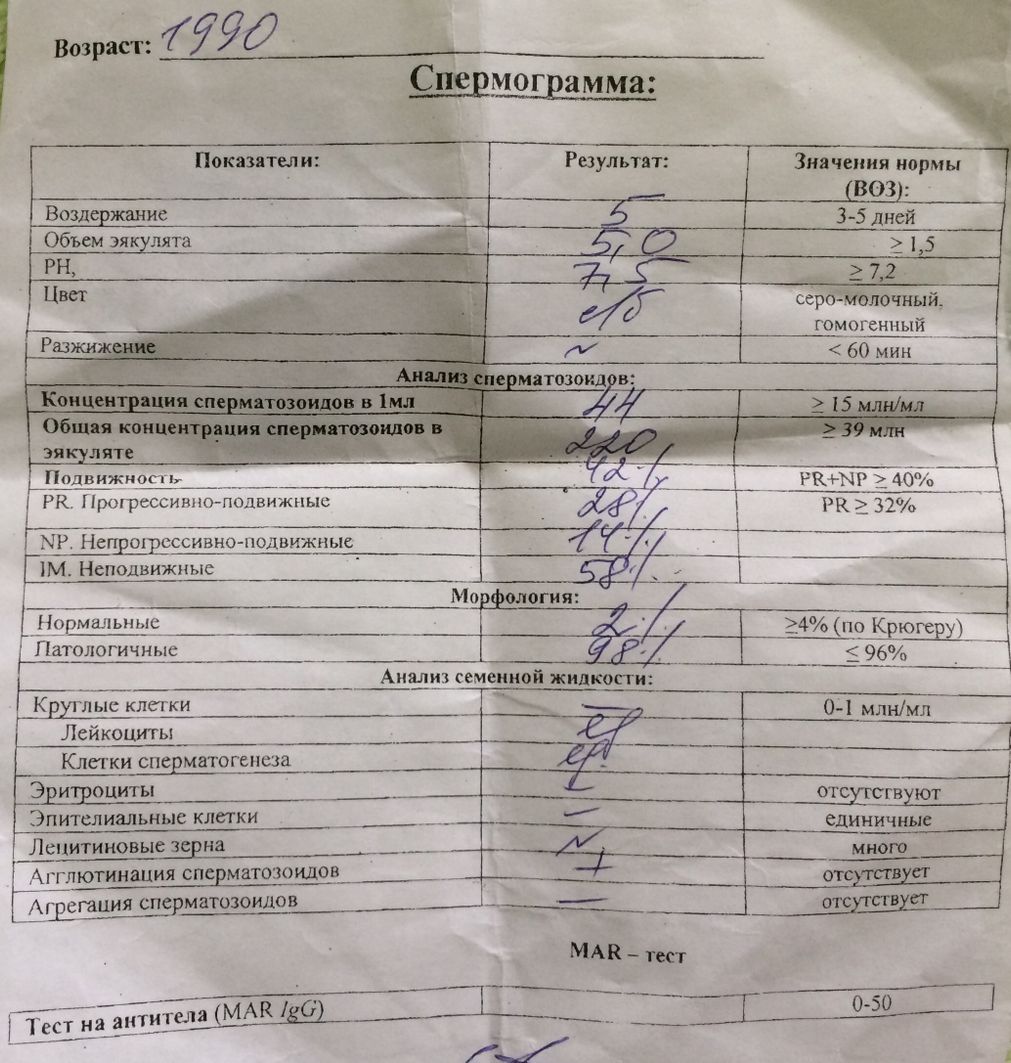 Возраст: 1990
Спермограмма:
Показатели: Результат: Значения нормы (ВОЗ):
Воздержание 5 3-5 дней
Объем эякулята 5,0 ≥ 1,5
РН, 7,5 ≥ 7,2
Цвет с/б серо-молочный, гомогенный
Разжижение ~ < 60 мин
Анализ сперматозоидов:
Концентрация сперматозоидов в 1мл 44 ≥ 15 млн/мл
Общая концентрация сперматозоидов в эякуляте 220 ≥ 39 млн
Подвижность 42% PR+NP ≥ 40%
PR. Прогрессивно-подвижные 28% PR ≥ 32%
NP. Непрогрессивно-подвижные 14%
IM. Неподвижные 58%
Морфология:
Нормальные 2% ≥4% (по Крюгеру)
Патологичные 98% ≤ 96%
Анализ семенной жидкости:
Круглые клетки — 0-1 млн/мл
Лейкоциты ед
Клетки сперматогенеза ед.
Эритроциты – отсутствуют
Эпителиальные клетки — единичные
Лецитиновые зерна ~ много
Агглютинация сперматозоидов + отсутствует
Агрегация сперматозоидов — отсутствует
MAR – тест
Тест на антитела (MAR IgG) 0-50